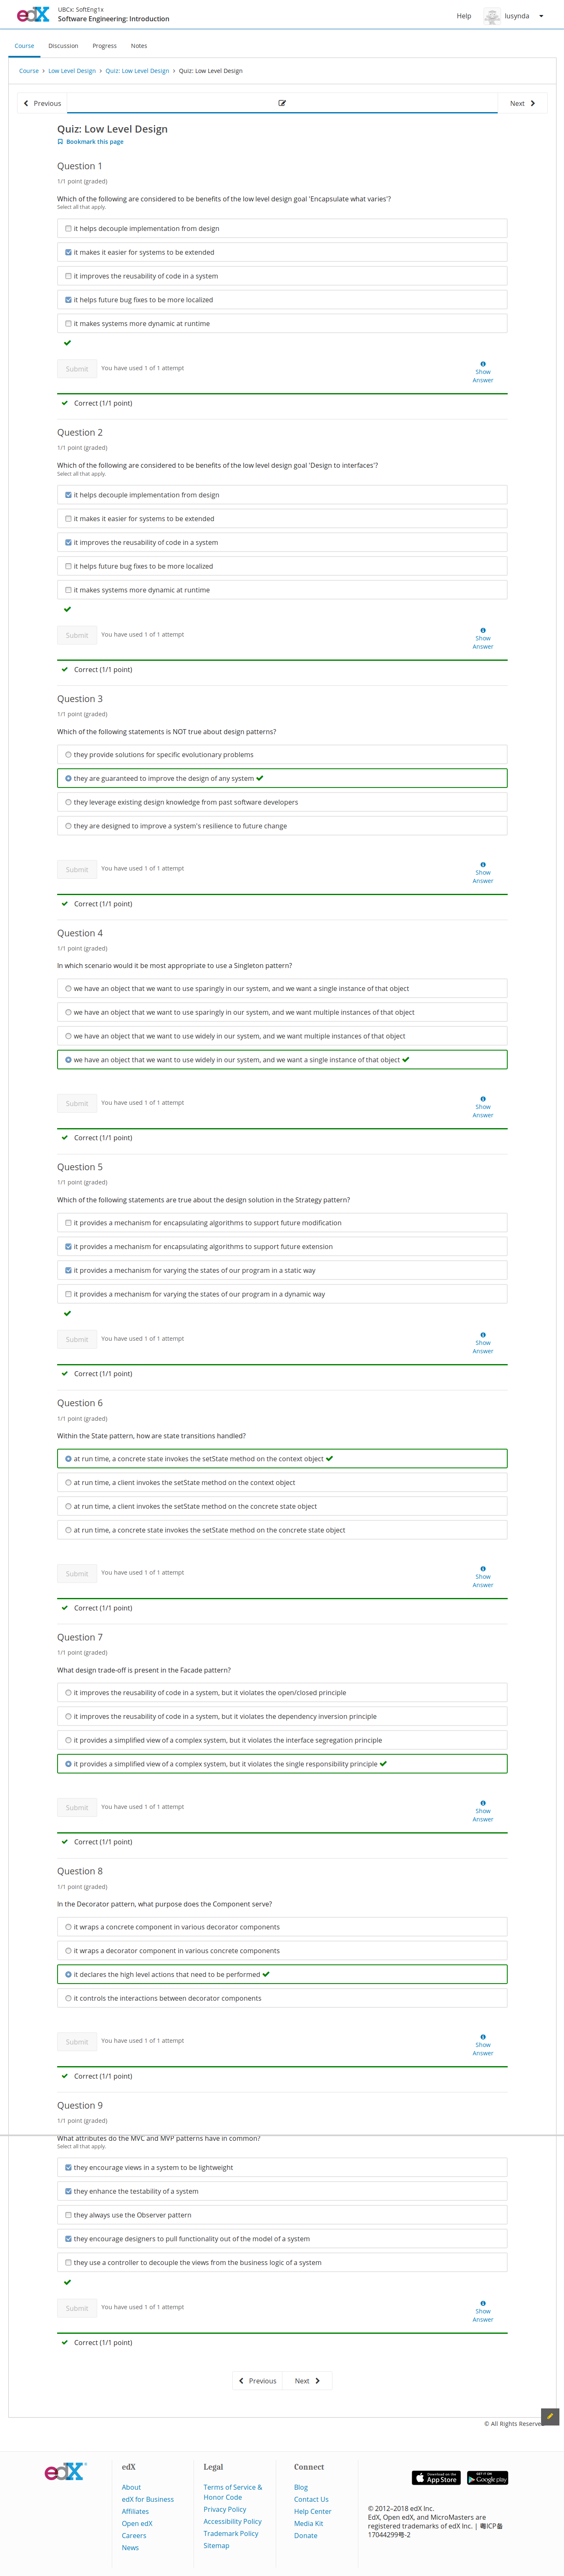 edX
UBCx: SoftEng1x
Software Engineering: Introduction
Help
lusynda
Course
Discussion
Progress
Notes
Course
Low Level Design
Quiz: Low Level Design
Quiz: Low Level Design
Previous
Next
Quiz: Low Level Design
Bookmark this page
Question 1
1/1 point (graded)
Which of the following are considered to be benefits of the low level design goal 'Encapsulate what varies'?
Select all that apply.
it helps decouple implementation from design
it makes it easier for systems to be extended
it improves the reusability of code in a system
it helps future bug fixes to be more localized
it makes systems more dynamic at runtime
Submit
You have used 1 of 1 attempt
Show
Answer
Correct (1/1 point)
Question 2
1/1 point (graded)
Which of the following are considered to be benefits of the low level design goal 'Design to interfaces'?
Select all that apply.
it helps decouple implementation from design
it makes it easier for systems to be extended
it improves the reusability of code in a system
it helps future bug fixes to be more localized
it makes systems more dynamic at runtime
Submit
You have used 1 of 1 attempt
Show
Answer
Correct (1/1 point)
Question 3
1/1 point (graded)
Which of the following statements is NOT true about design patterns?
they provide solutions for specific evolutionary problems
they are guaranteed to improve the design of any system
they leverage existing design knowledge from past software developers
they are designed to improve a system's resilience to future change
Submit
You have used 1 of 1 attempt
Show
Answer
Correct (1/1 point)
Question 4
1/1 point (graded)
In which scenario would it be most appropriate to use a Singleton pattern?
we have an object that we want to use sparingly in our system, and we want a single instance of that object
we have an object that we want to use sparingly in our system, and we want multiple instances of that object
we have an object that we want to use widely in our system, and we want multiple instances of that object
we have an object that we want to use widely in our system, and we want a single instance of that object
Submit
You have used 1 of 1 attempt
Show
Answer
Correct (1/1 point)
Question 5
1/1 point (graded)
Which of the following statements are true about the design solution in the Strategy pattern?
it provides a mechanism for encapsulating algorithms to support future modification
it provides a mechanism for encapsulating algorithms to support future extension
it provides a mechanism for varying the states of our program in a static way
it provides a mechanism for varying the states of our program in a dynamic way
Submit
You have used 1 of 1 attempt
Show
Answer
Correct (1/1 point)
Question 6
1/1 point (graded)
Within the State pattern, how are state transitions handled?
at run time, a concrete state invokes the setState method on the context object
at run time, a client invokes the setState method on the context object
at run time, a client invokes the setState method on the concrete state object
at run time, a concrete state invokes the setState method on the concrete state object
Submit
You have used 1 of 1 attempt
Show
Answer
Correct (1/1 point)
Question 7
1/1 point (graded)
What design trade-off is present in the Facade pattern?
it improves the reusability of code in a system, but it violates the open/closed principle
it improves the reusability of code in a system, but it violates the dependency inversion principle
it provides a simplified view of a complex system, but it violates the interface segregation principle
it provides a simplified view of a complex system, but it violates the single responsibility principle
Submit
You have used 1 of 1 attempt
Show
Answer
Correct (1/1 point)
Question 8
1/1 point (graded)
In the Decorator pattern, what purpose does the Component serve?
it wraps a concrete component in various decorator components
it wraps a decorator component in various concrete components
it declares the high level actions that need to be performed
it controls the interactions between decorator components
Submit
You have used 1 of 1 attempt
Show
Answer
Correct (1/1 point)
Question 9
1/1 point (graded)
What attributes do the MVC and MVP patterns have in common?
Select all that apply.
they encourage views in a system to be lightweight
they enhance the testability of a system
they always use the Observer pattern
they encourage designers to pull functionality out of the model of a system
they use a controller to decouple the views from the business logic of a system
Submit
You have used 1 of 1 attempt
Show
Answer
Correct (1/1 point)
Previous
Next
© All Rights Reserved
edX
edX
About
edX for Business
Affiliates
Open edX
Careers
News
Legal
Terms of Service &
Honor Code
Privacy Policy
Accessibility Policy
Trademark Policy
Sitemap
Connect
Blog
Contact Us
Help Center
Media Kit
Donate
Download on the
App Store
GET IT ON
Google play
© 2012–2018 edX Inc.
EdX, Open edX, and MicroMasters are
registered trademarks of edX Inc. | 粤ICP备
17044299号-2